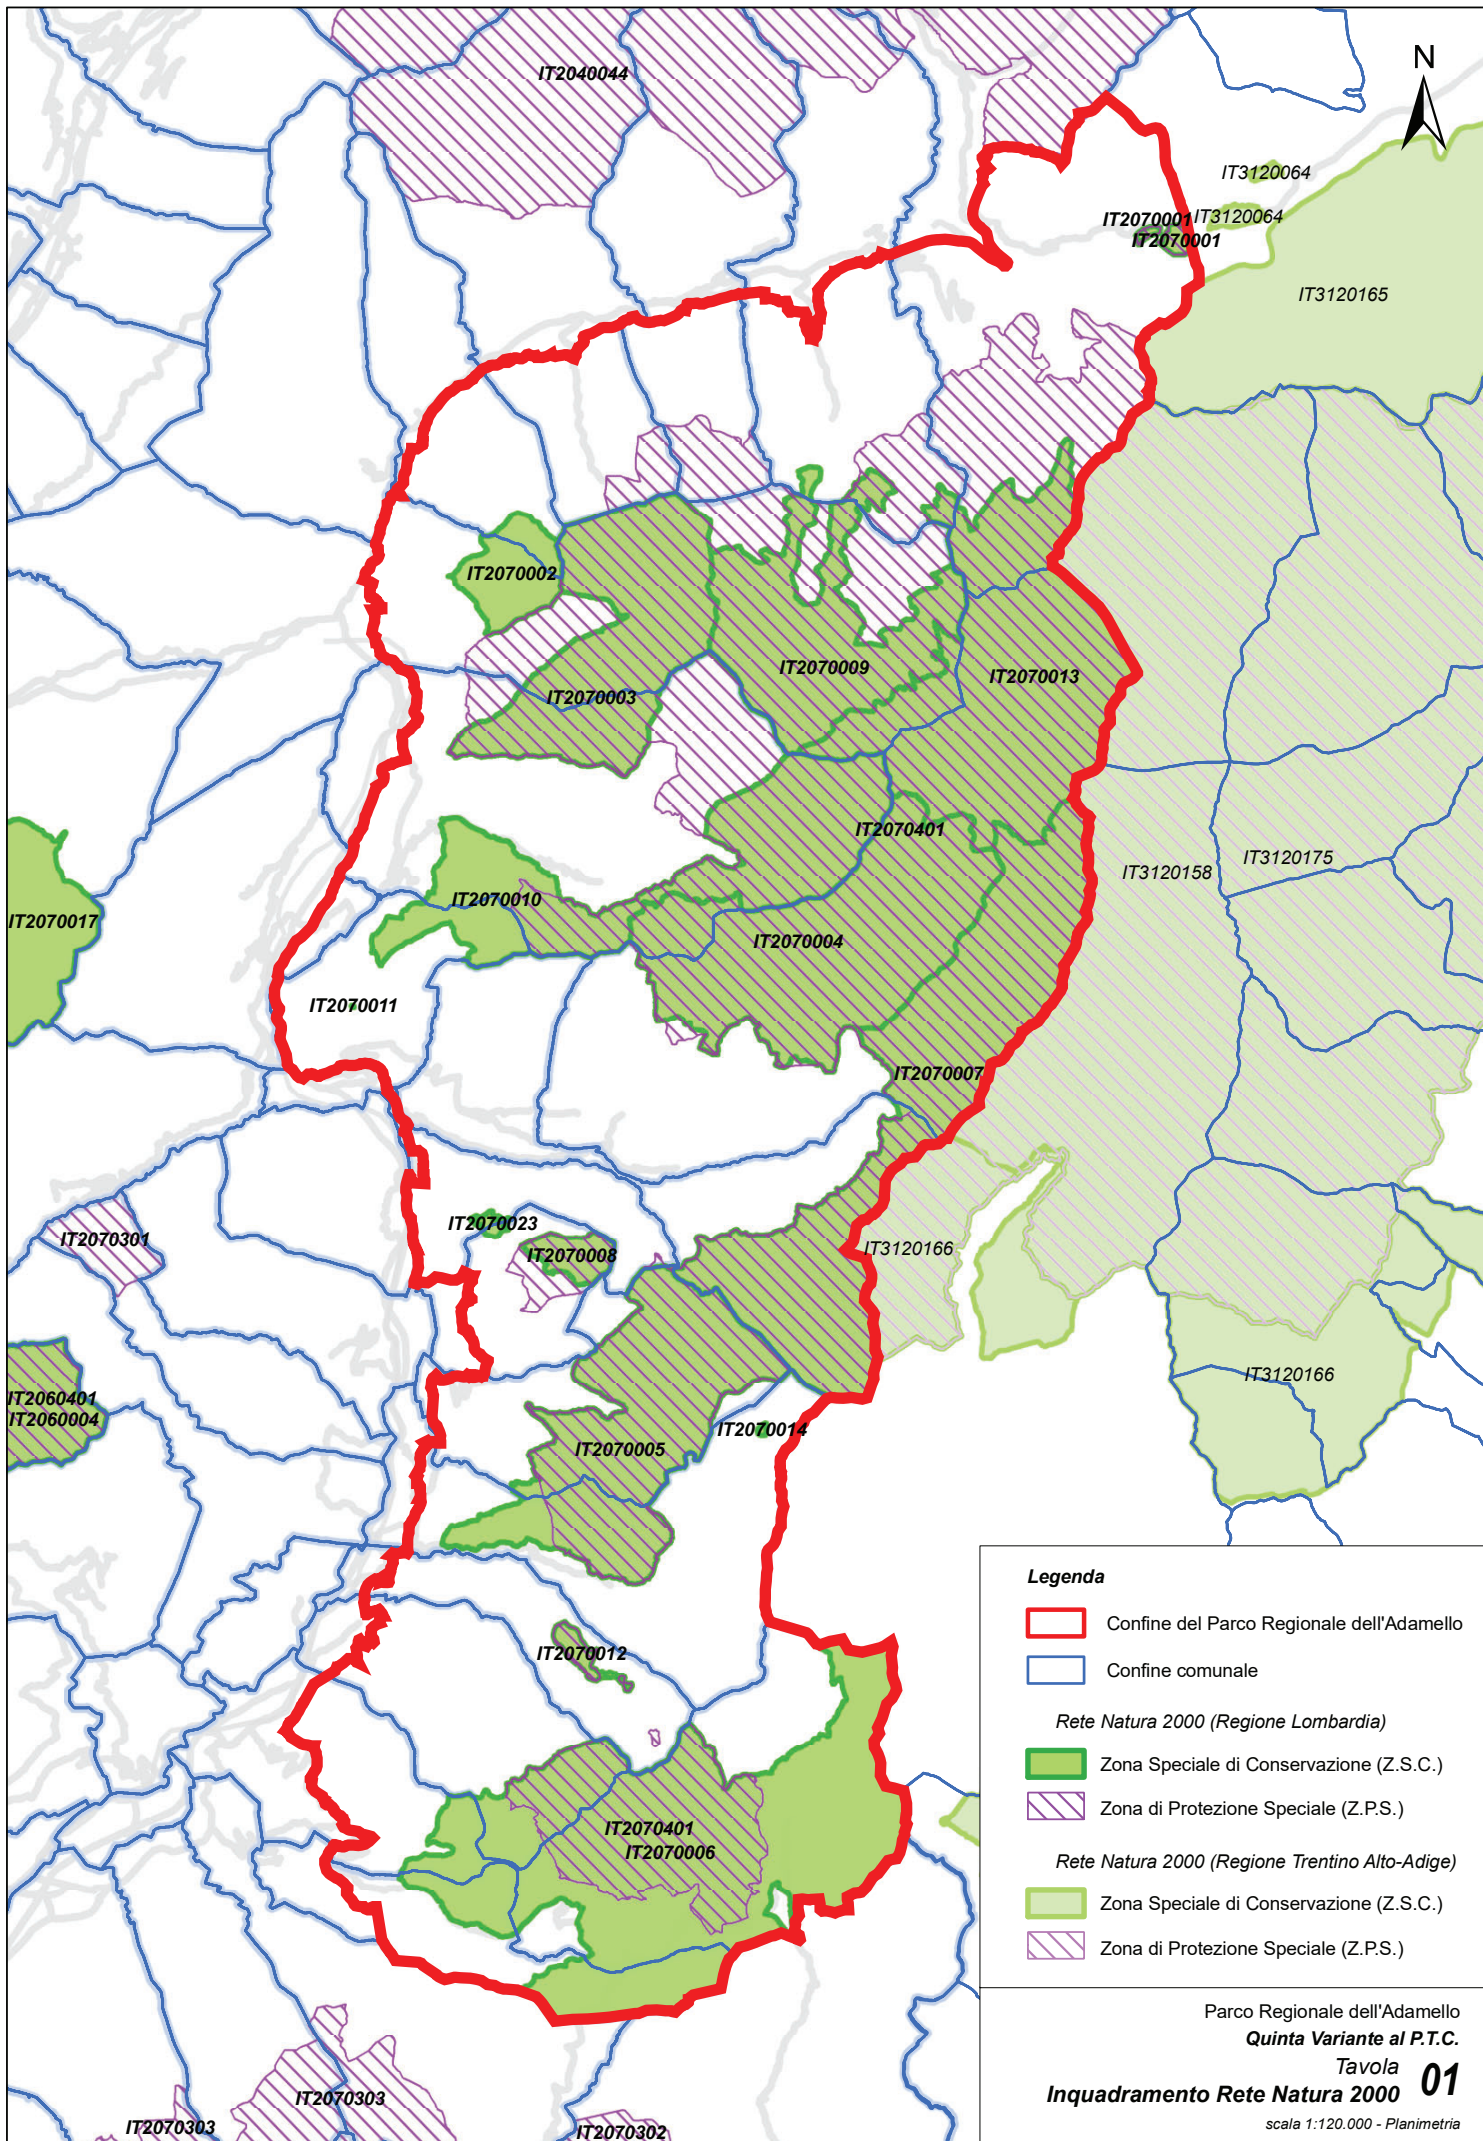 IT2040044
N
IT3120064
IT2070001
IT3120064
IT2070001
IT3120165
IT2070002
IT2070009
IT2070013
IT2070003
IT2070401
IT3120175
IT3120158
IT2070010
IT2070017
IT2070004
IT2070011
IT2070007
IT2070023
IT2070301
IT3120166
IT2070008
IT3120166
IT2060401
IT2060004
IT2070014
IT2070005
IT2070012
IT2070401
IT2070006
IT2070303
IT2070303
IT2070302
Legenda
Confine del Parco Regionale dell'Adamello
Confine comunale
Rete Natura 2000 (Regione Lombardia)
Zona Speciale di Conservazione (Z.S.C.)
Zona di Protezione Speciale (Z.P.S.)
Rete Natura 2000 (Regione Trentino Alto-Adige)
Zona Speciale di Conservazione (Z.S.C.)
Zona di Protezione Speciale (Z.P.S.)
Parco Regionale dell'Adamello
Quinta Variante al P.T.C.
Tavola 01
Inquadramento Rete Natura 2000
scala 1:120.000 - Planimetria